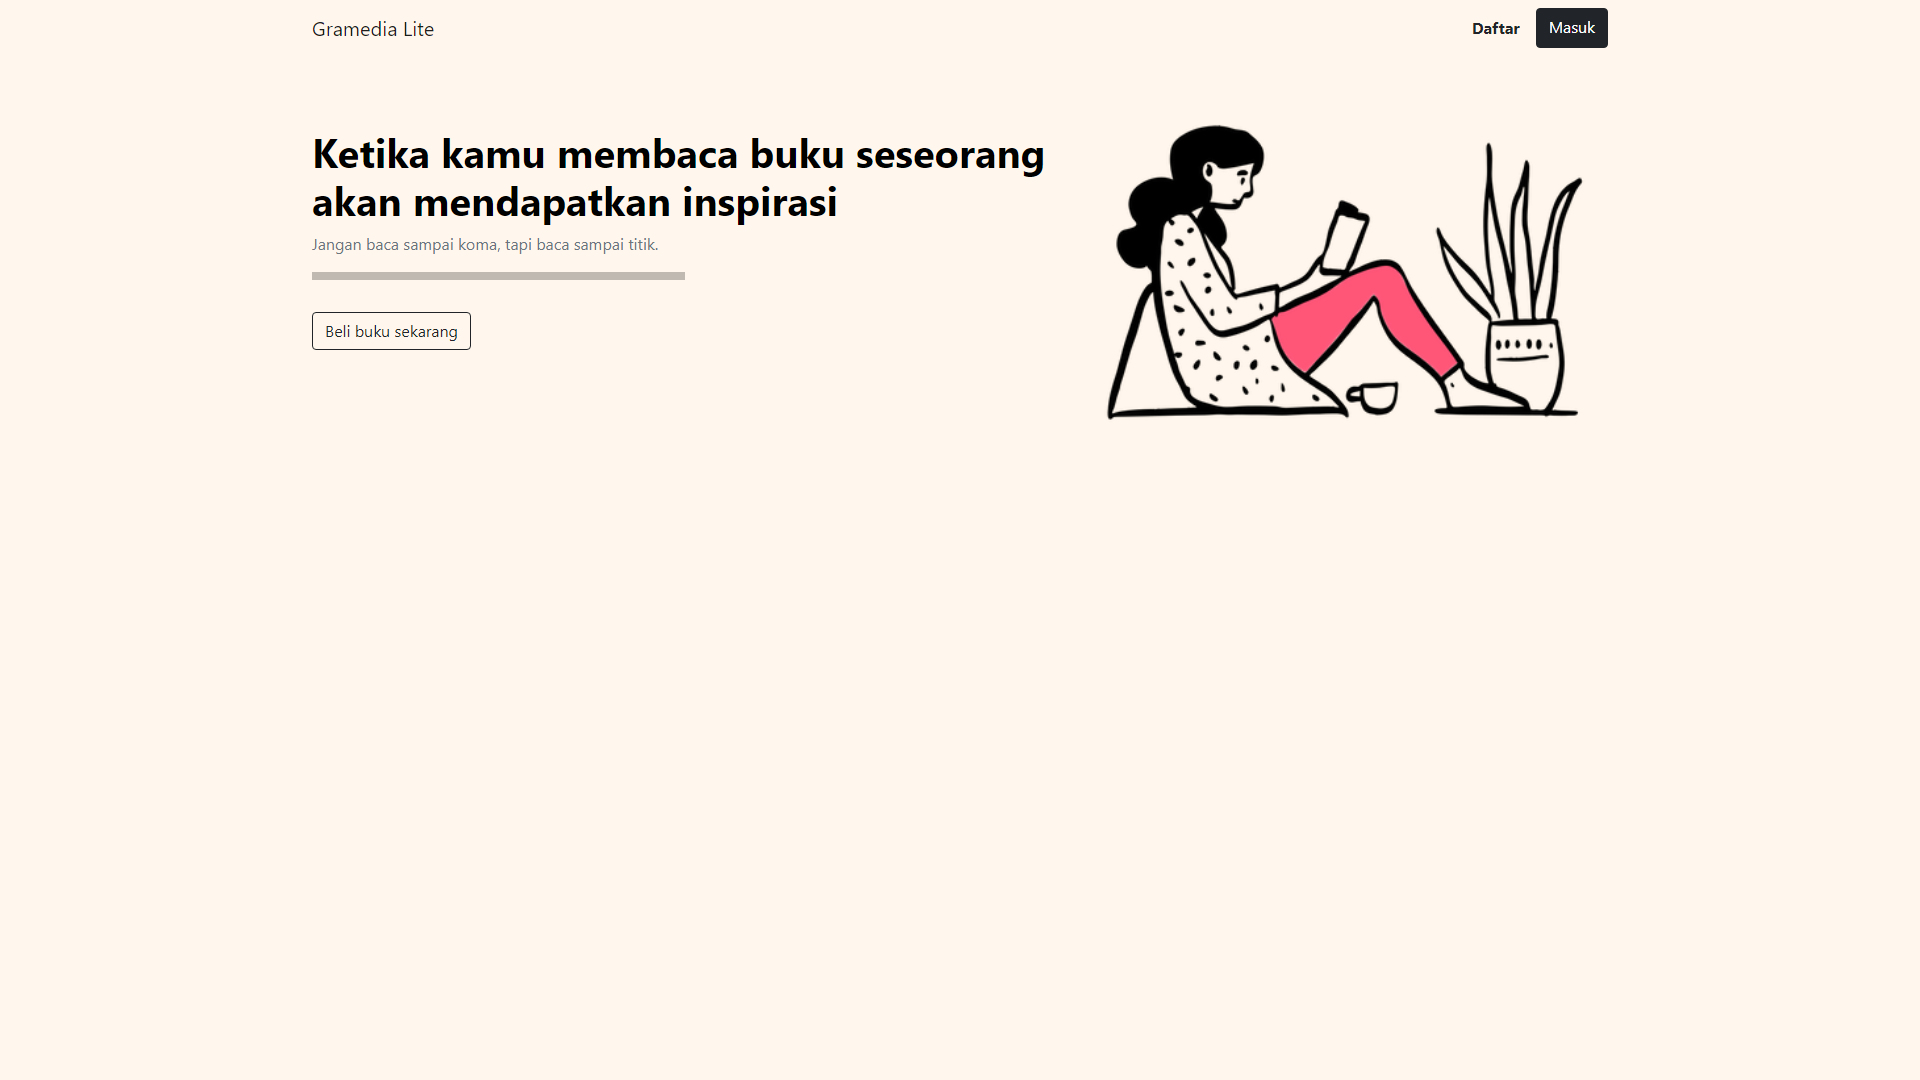 Gramedia Lite
Daftar
Masuk
Ketika kamu membaca buku seseorang
akan mendapatkan inspirasi
Jangan baca sampai koma, tapi baca sampai titik.
Beli buku sekarang